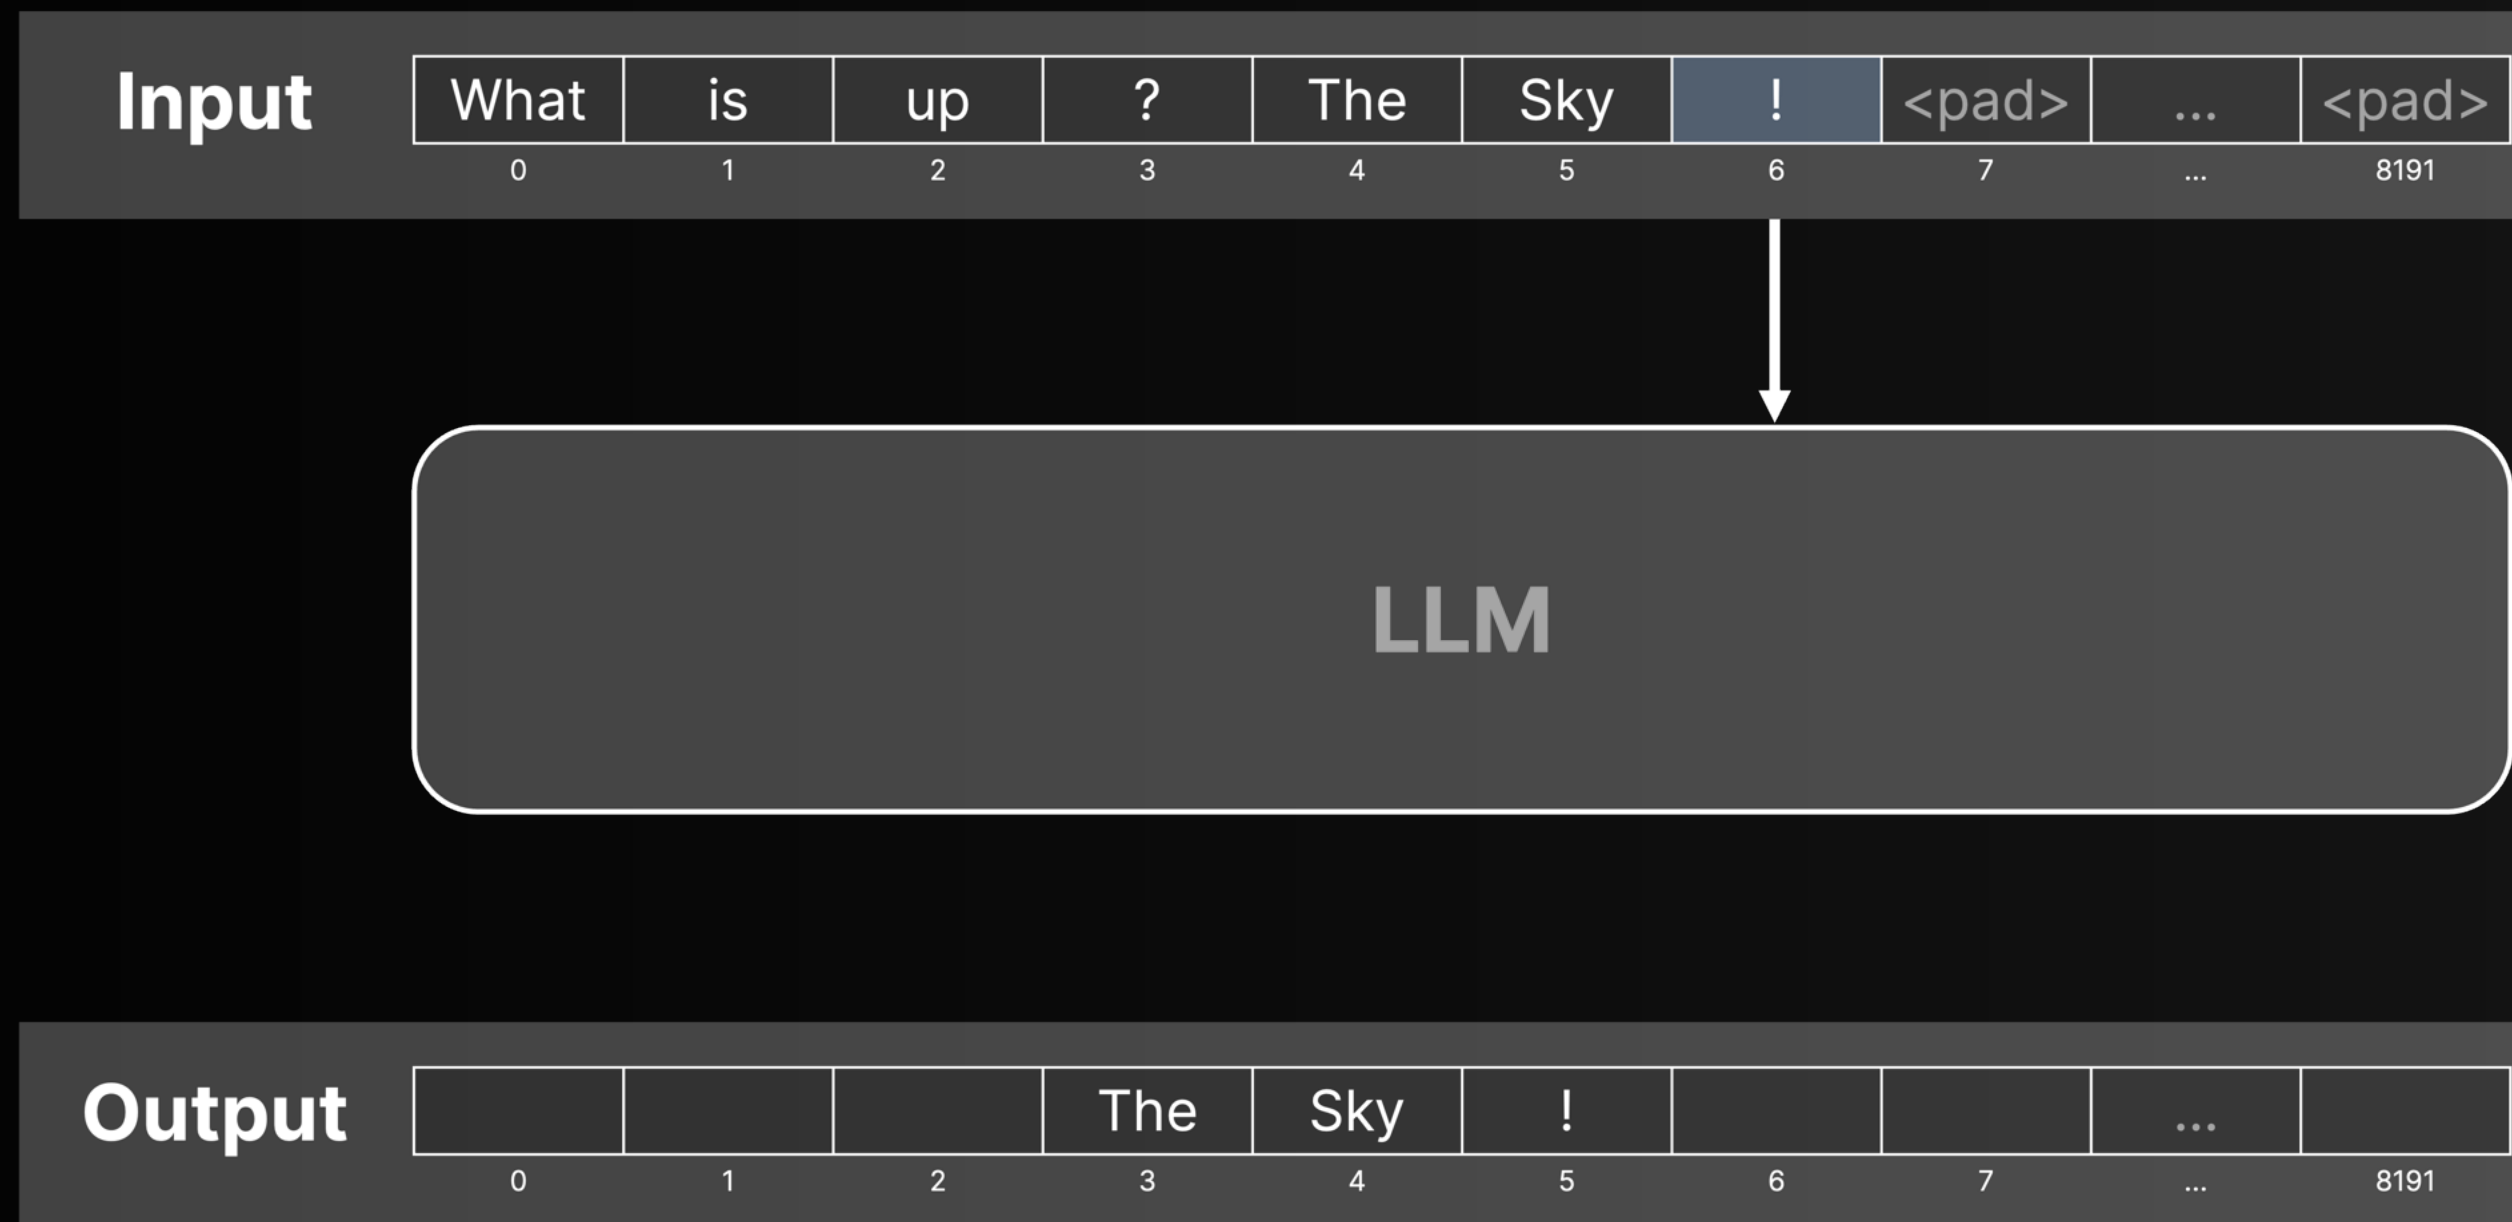 Input What is up ? The Sky ! <pad> ... <pad>
0 1 2 3 4 5 6 7 ... 8191
LLM
Output The Sky ! ...
0 1 2 3 4 5 6 7 ... 8191